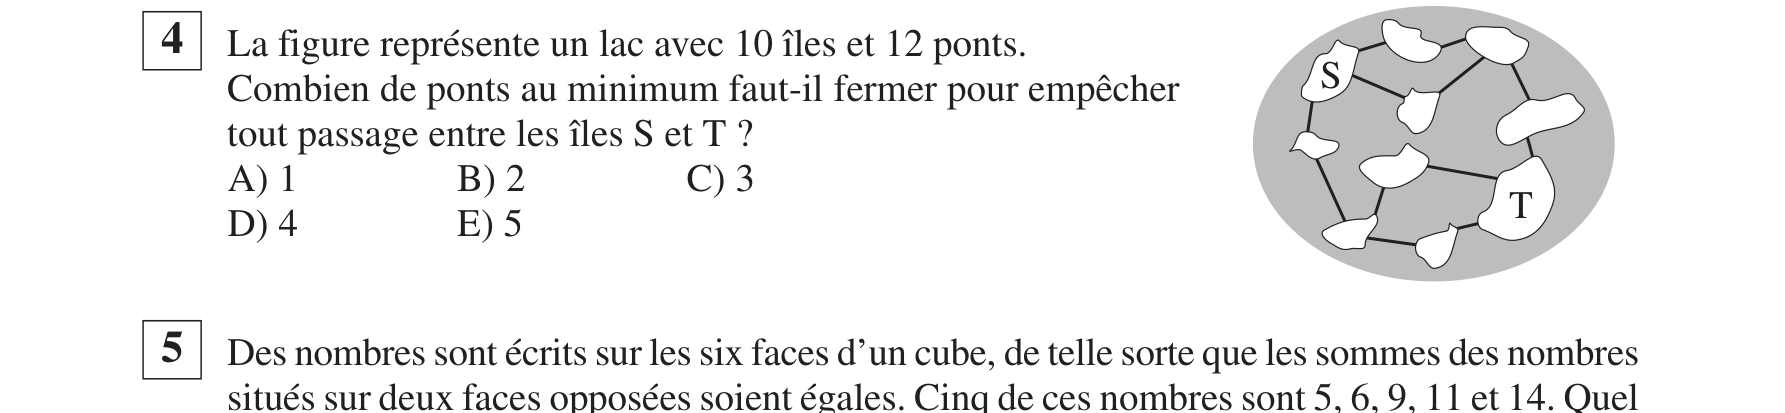 4
La figure représente un lac avec 10 îles et 12 ponts.
Combien de ponts au minimum faut-il fermer pour empêcher
tout passage entre les îles S et T ?
A) 1 B) 2 C) 3
D) 4 E) 5
S
T
5
Des nombres sont écrits sur les six faces d’un cube, de telle sorte que les sommes des nombres
situés sur deux faces opposées soient égales. Cinq de ces nombres sont 5, 6, 9, 11 et 14. Quel